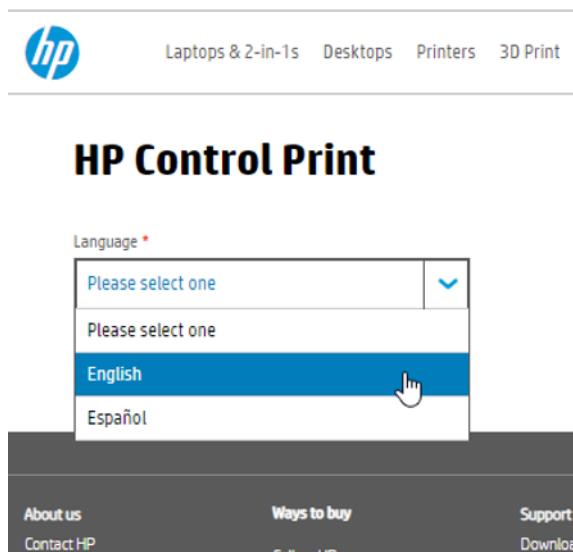 hp
Laptops & 2-in-1s Desktops Printers 3D Print
HP Control Print
Language *
Please select one
Please select one
English
Español
About us Ways to buy Support
Contact HP